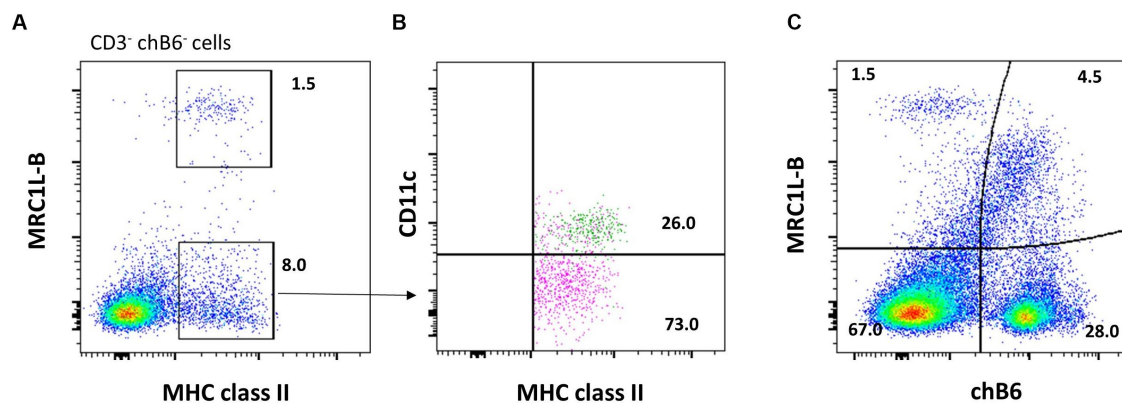 A
CD3⁻ chB6⁻ cells
1.5
8.0
MRC1L-B
MHC class II
B
26.0
73.0
CD11c
MHC class II
C
1.5
4.5
67.0
28.0
MRC1L-B
chB6